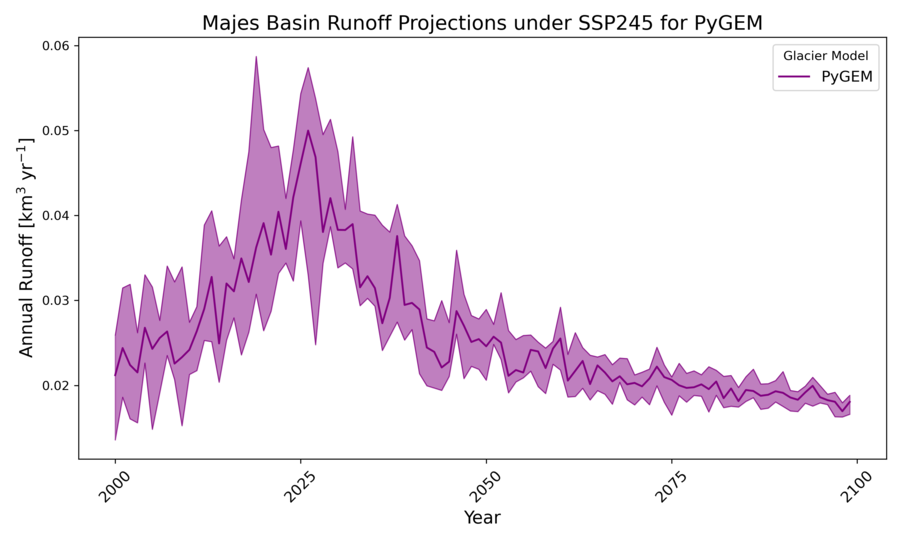 Majes Basin Runoff Projections under SSP245 for PyGEM
Glacier Model
PyGEM
0.06
0.05
0.04
0.03
0.02
Annual Runoff [km³ yr⁻¹]
2000
2025
2050
2075
2100
Year